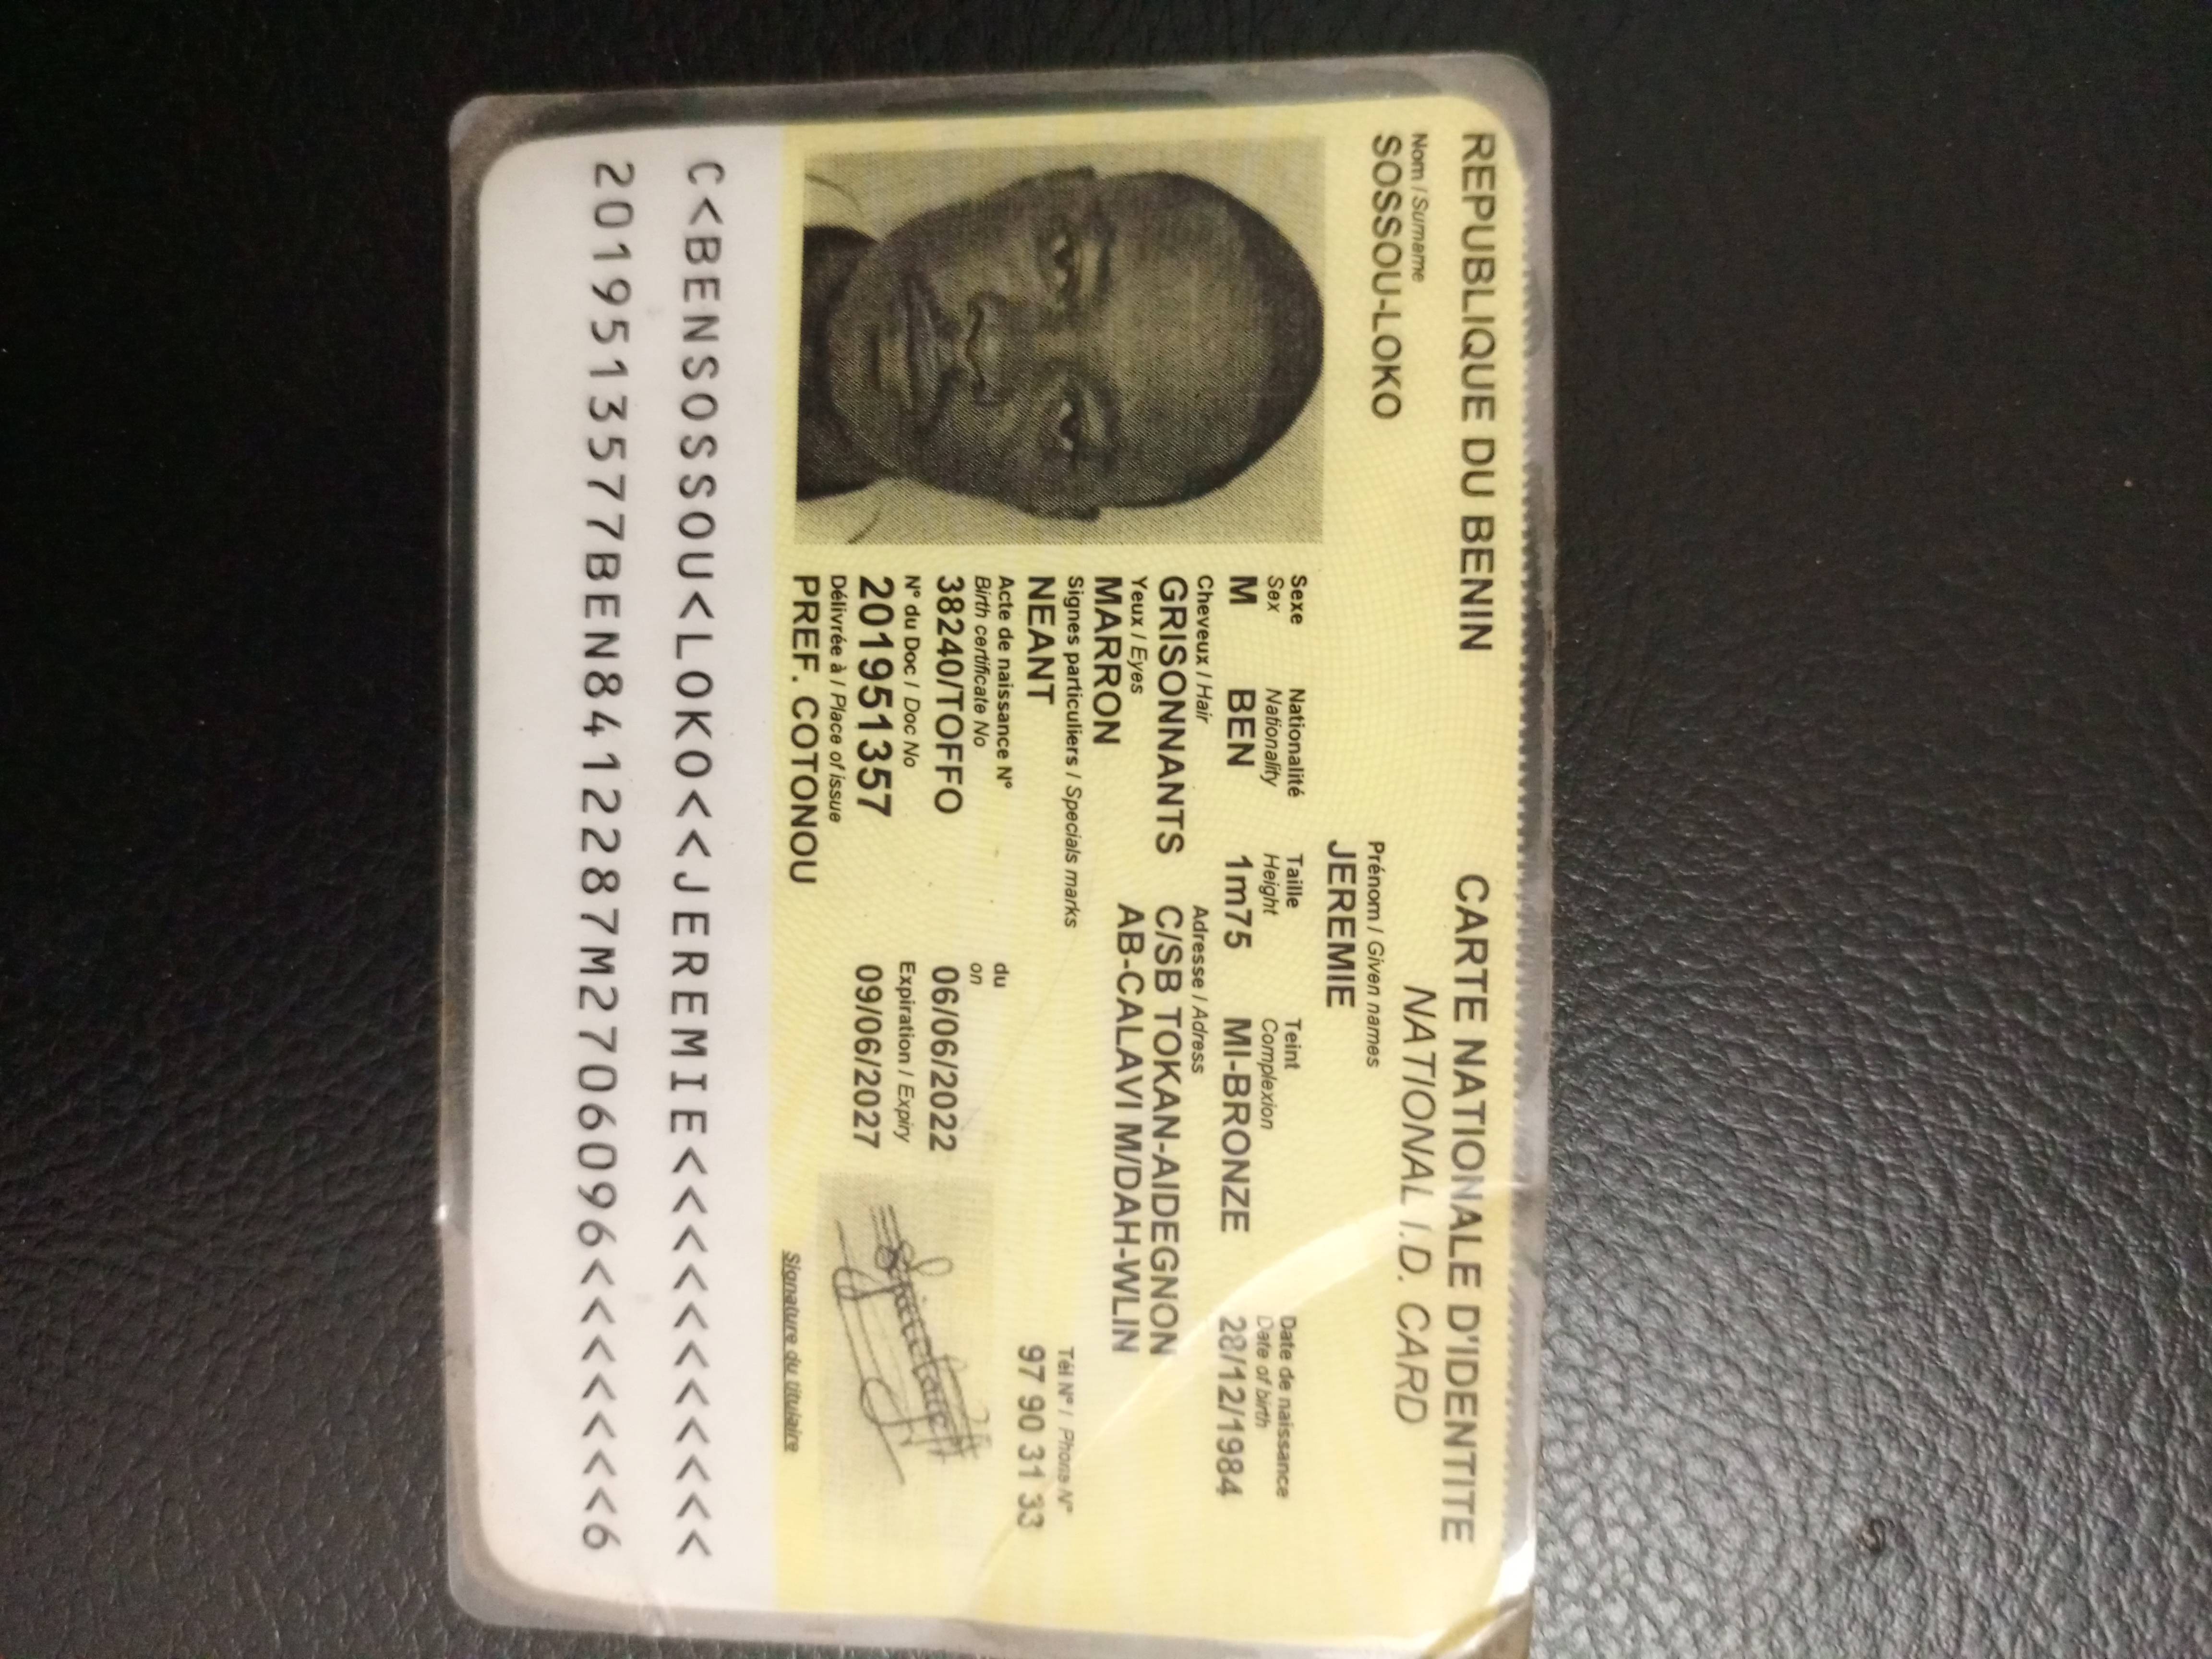 REPUBLIQUE DU BENIN
CARTE NATIONALE D'IDENTITE
NATIONAL I.D. CARD
Nom / Surname
SOSSOU-LOKO
Prénom / Given names
JEREMIE
Sexe Nationalité Taille Teint Date de naissance
Sex Nationality Height Complexion Date of birth
M BEN 1m75 MI-BRONZE 28/12/1984
Cheveux / Hair Adresse / Adress
GRISONNANTS C/SB TOKAN-AIDEGNON
Yeux / Eyes
MARRON AB-CALAVI M/DAH-WLIN
Signes particuliers / Specials marks Tél N° / Phone N°
NEANT 97 90 31 33
Acte de naissance N° du
Birth certificate No on
38240/TOFFO 06/06/2022
N° du Doc / Doc No Expiration / Expiry
201951357 09/06/2027
Délivrée à / Place of issue
PREF. COTONOU
Signature du titulaire
C<BENSOSSOU<LOKO<<JEREMIE<<<<<<<<<<<
2019513577BEN8412287M2706096<<<<<<<6